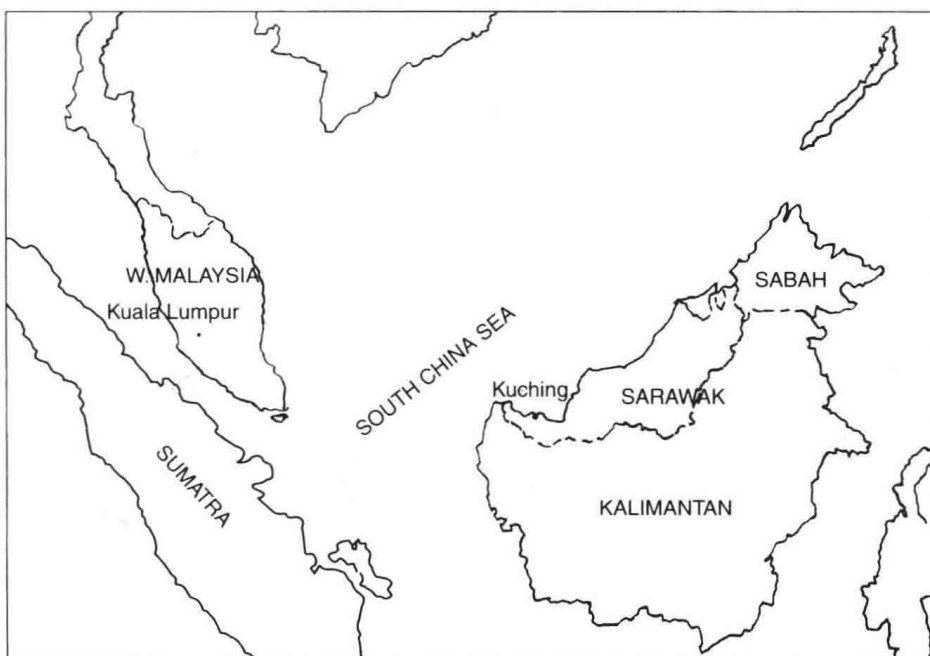 W. MALAYSIA
Kuala Lumpur
SABAH
SOUTH CHINA SEA
Kuching
SARAWAK
SUMATRA
KALIMANTAN